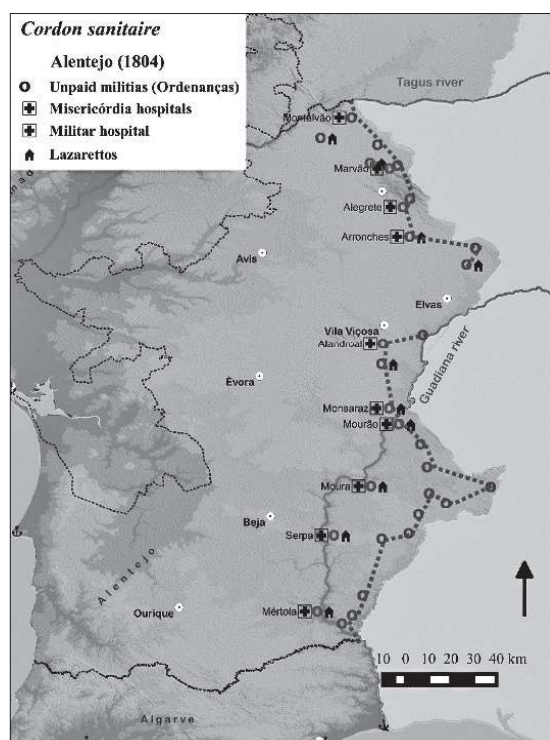 Cordon sanitaire
Alentejo (1804)
Unpaid militias (Ordenanças)
Misericórdia hospitals
Militar hospital
Lazarettos
Tagus river
Montalvão
Marvão
Alegrete
Arronches
Avis
Elvas
Vila Viçosa
Alandroal
Guadiana river
Évora
Monsaraz
Mourão
Moura
Beja
Serpa
Alentejo
Ourique
Mértola
10 0 10 20 30 40 km
Algarve